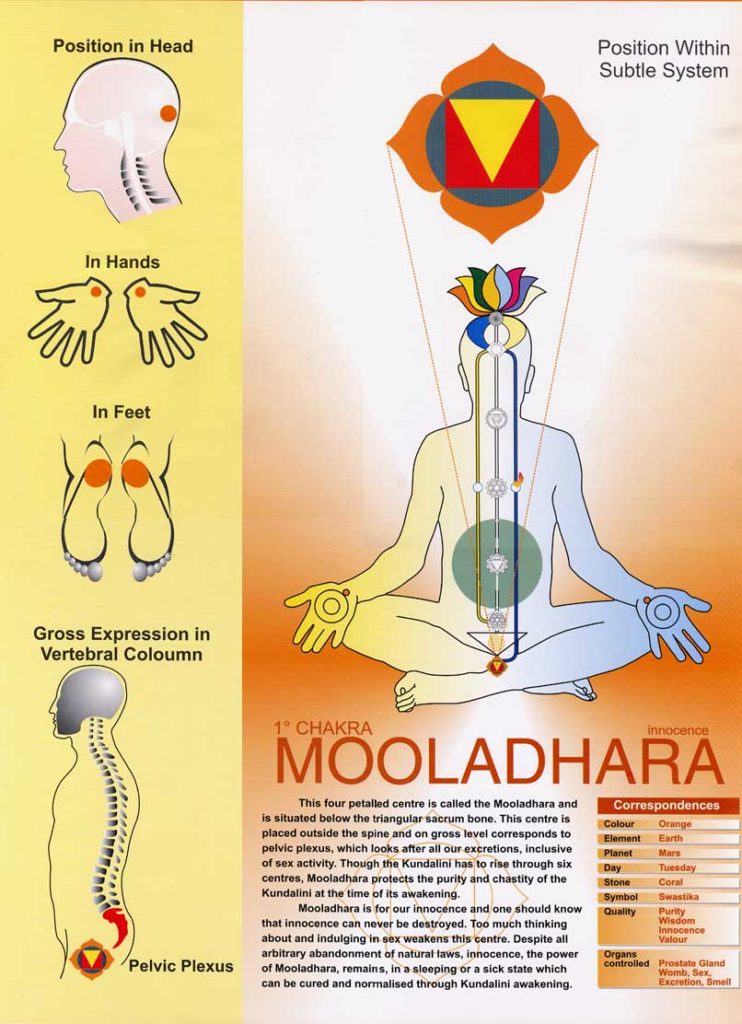 Position in Head
In Hands
In Feet
Gross Expression in
Vertebral Coloumn
Pelvic Plexus
Position Within
Subtle System
1° CHAKRA
innocence
MOOLADHARA
This four petalled centre is called the Mooladhara and
is situated below the triangular sacrum bone. This centre is
placed outside the spine and on gross level corresponds to
pelvic plexus, which looks after all our excretions, inclusive
of sex activity. Though the Kundalini has to rise through six
centres, Mooladhara protects the purity and chastity of the
Kundalini at the time of its awakening.
Mooladhara is for our innocence and one should know
that innocence can never be destroyed. Too much thinking
about and indulging in sex weakens this centre. Despite all
arbitrary abandonment of natural laws, innocence, the power
of Mooladhara, remains, in a sleeping or a sick state which
can be cured and normalised through Kundalini awakening.
Correspondences
Colour Orange
Element Earth
Planet Mars
Day Tuesday
Stone Coral
Symbol Swastika
Quality Purity
Wisdom
Innocence
Valour
Organs
controlled Prostate Gland
Womb, Sex,
Excretion, Smell